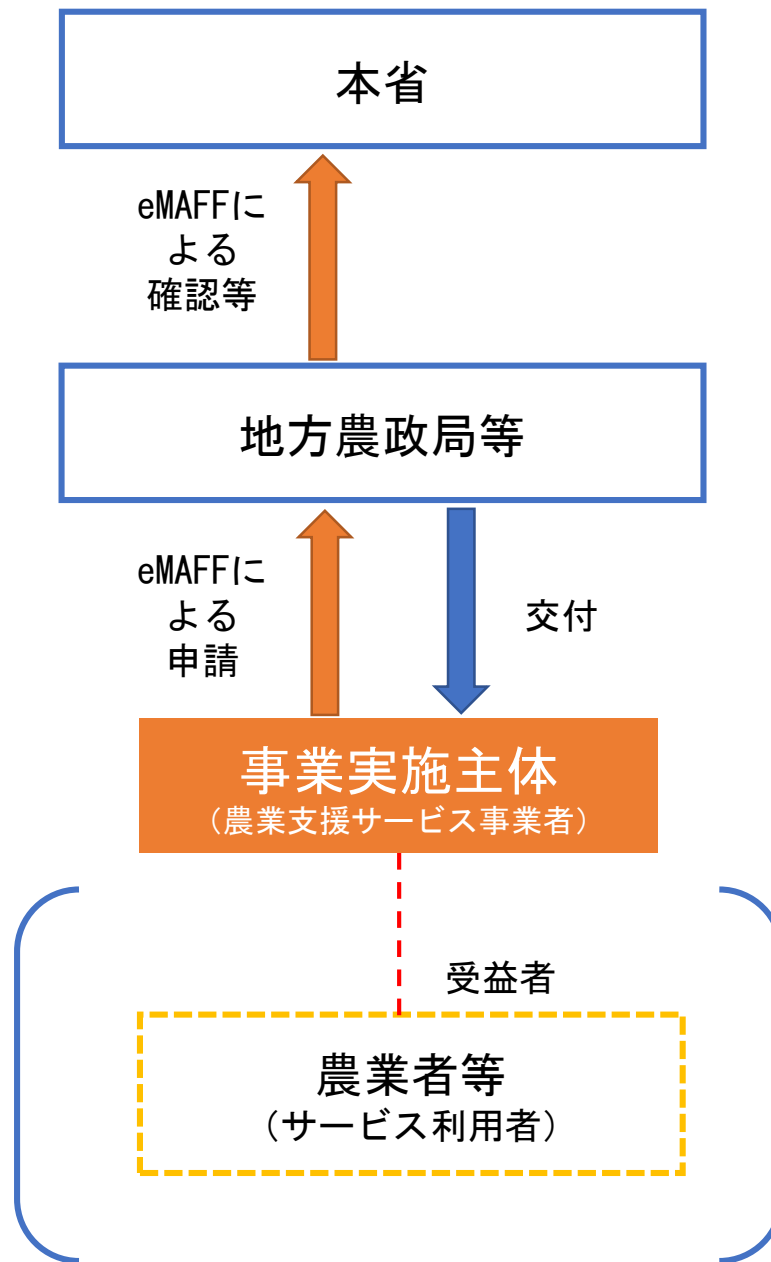 本省
eMAFFに
よる
確認等
地方農政局等
eMAFFに
よる
申請
交付
事業実施主体
（農業支援サービス事業者）
受益者
農業者等
（サービス利用者）